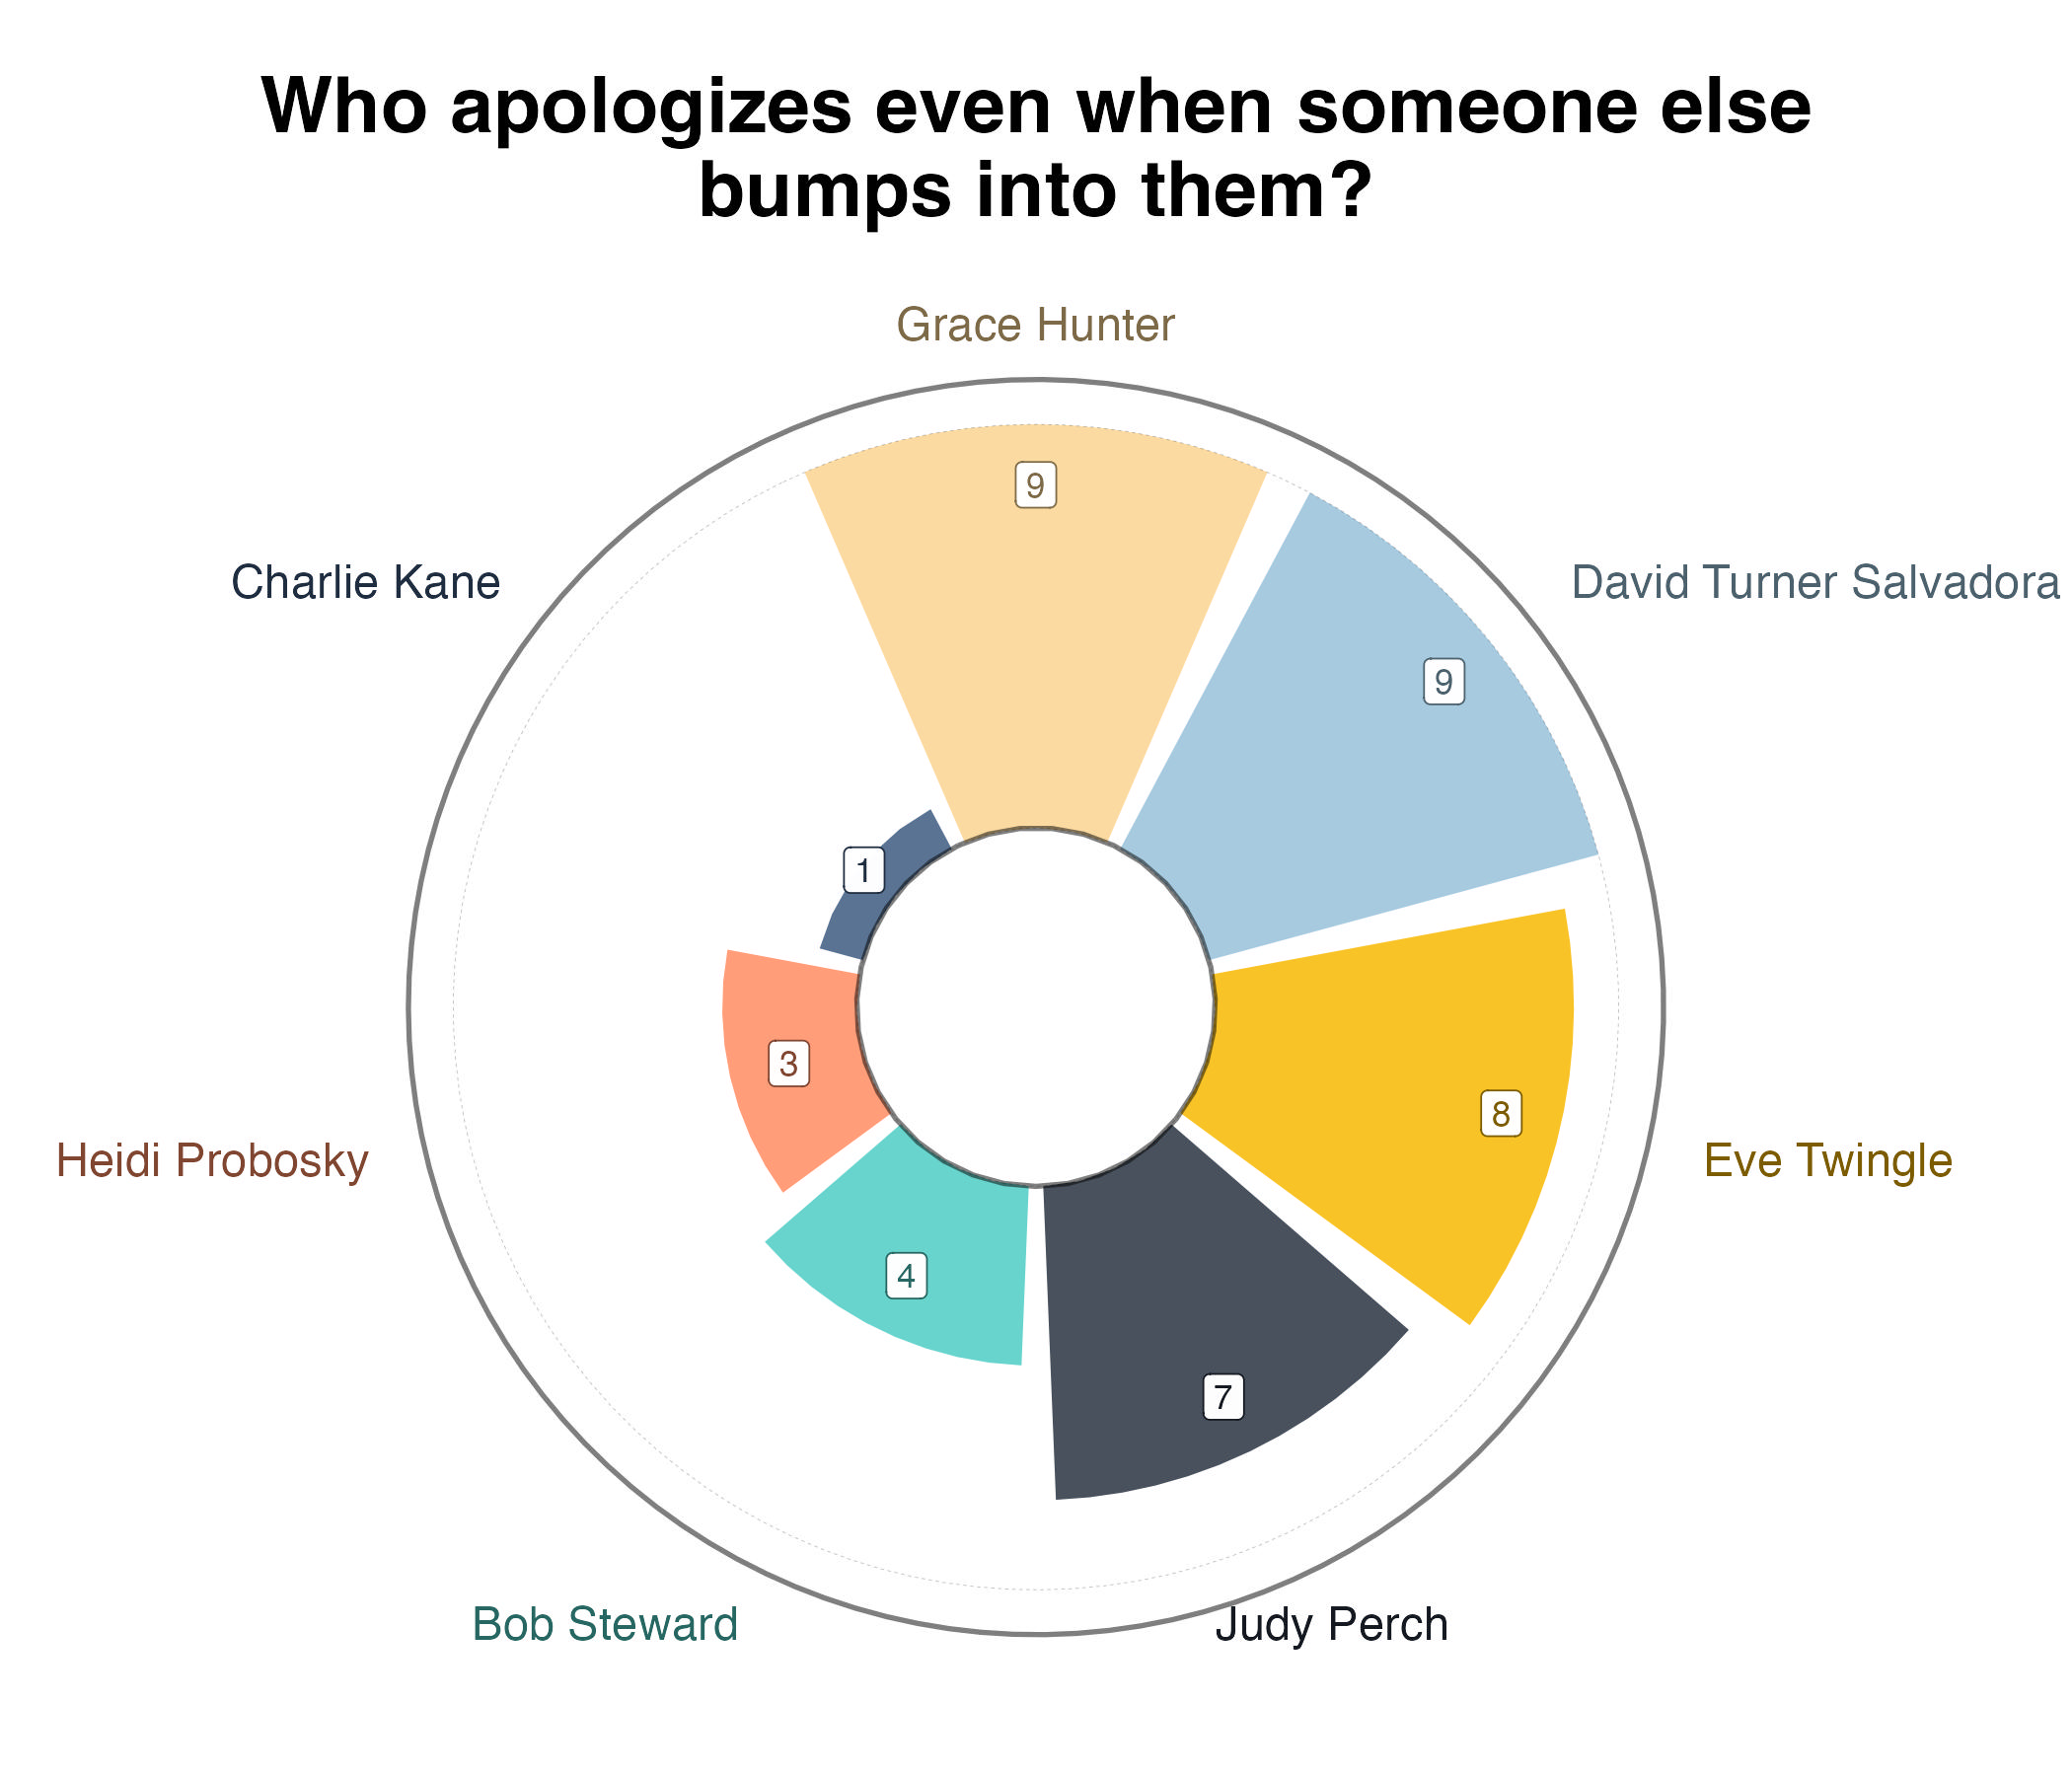 Who apologizes even when someone else
bumps into them?
Grace Hunter
9
David Turner Salvadora
9
Eve Twingle
8
Judy Perch
7
Bob Steward
4
Heidi Probosky
3
Charlie Kane
1